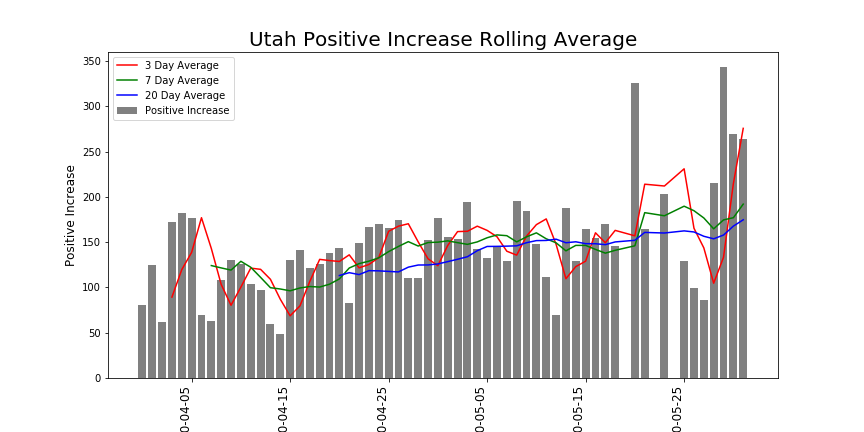 Utah Positive Increase Rolling Average
3 Day Average
7 Day Average
20 Day Average
Positive Increase
Positive Increase
350
300
250
200
150
100
50
0
0-04-05
0-04-15
0-04-25
0-05-05
0-05-15
0-05-25